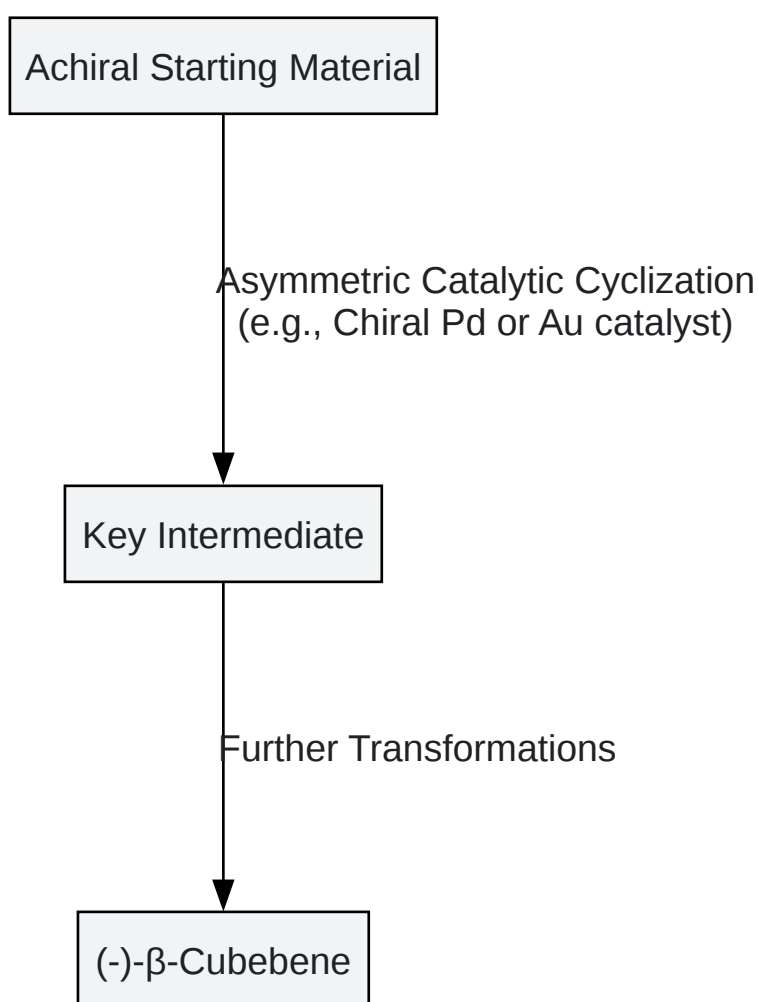 Achiral Starting Material
Asymmetric Catalytic Cyclization
(e.g., Chiral Pd or Au catalyst)
Key Intermediate
Further Transformations
(-)-β-Cubebene